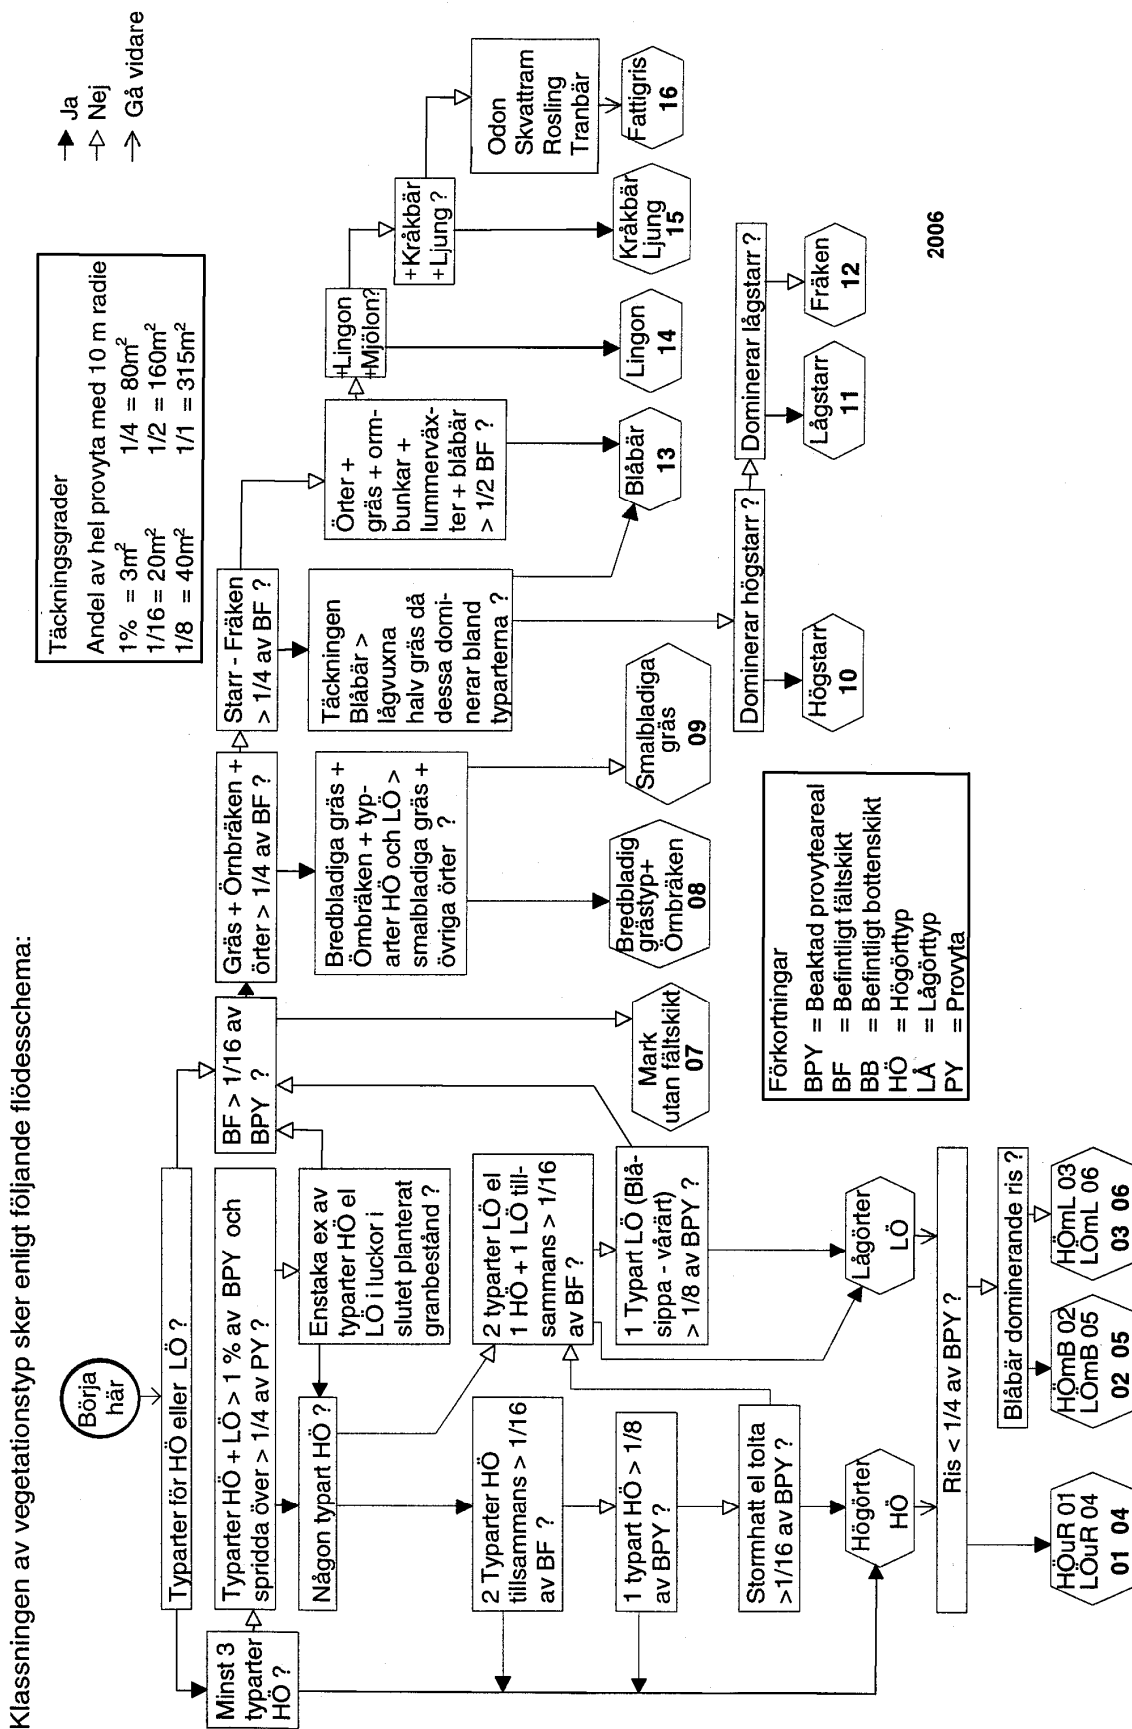 Klassningen av vegetationstyp sker enligt följande flödesschema:
Börja
här
Typarter för HÖ eller LÖ?
Minst 3
typarter
HÖ ?
Typarter HÖ + LÖ > 1 % av BPY och
spridda över > 1/4 av PY ?
Någon typart HÖ ?
Enstaka ex av
typarter HÖ el
LÖ i luckor i
slutet planterat
granbestånd ?
2 Typarter HÖ
tillsammans > 1/16
av BF ?
2 typarter LÖ el
1 HÖ + 1 LÖ till-
sammans > 1/16
av BF ?
1 typart HÖ > 1/8
av BPY ?
1 Typart LÖ (Blå-
sippa - vårärt)
> 1/8 av BPY ?
Stormhatt el tolta
>1/16 av BPY ?
Högörter
HÖ
Lågörter
LÖ
Ris < 1/4 av BPY ?
Blåbär dominerande ris ?
HÖuR 01
LÖuR 04
01 04
HÖmB 02
LÖmB 05
02 05
HÖmL 03
LÖmL 06
03 06
BF > 1/16 av
BPY ?
Mark
utan fältskikt
07
Gräs + Örnbräken +
örter > 1/4 av BF ?
Bredbladiga gräs +
Örnbräken + typ-
arter HÖ och LÖ >
smalbladiga gräs +
övriga örter ?
Bredbladig
grästyp+
Örnbräken
08
Smalbladiga
gräs
09
Starr - Fräken
> 1/4 av BF ?
Täckningen
Blåbär >
lågvuxna
halv gräs då
dessa domi-
nerar bland
typarterna ?
Örter +
gräs + orm-
bunkar +
lummerväx-
ter + blåbär
> 1/2 BF ?
+Lingon
+Mjölon?
+Kråkbär
+Ljung ?
Odon
Skvattram
Rosling
Tranbär
Blåbär
13
Lingon
14
Kråkbär
Ljung
15
Fattigris
16
Dominerar högstarr ?
Dominerar lågstarr ?
Högstarr
10
Lågstarr
11
Fräken
12
Täckningsgrader
Andel av hel provyta med 10 m radie
1% = 3m² 1/4 = 80m²
1/16 = 20m² 1/2 = 160m²
1/8 = 40m² 1/1 = 315m²
Ja
Nej
Gå vidare
Förkortningar
BPY = Beaktad provyteareal
BF = Befintligt fältskikt
BB = Befintligt bottenskikt
HÖ = Högörttyp
LÅ = Lågörttyp
PY = Provyta
2006